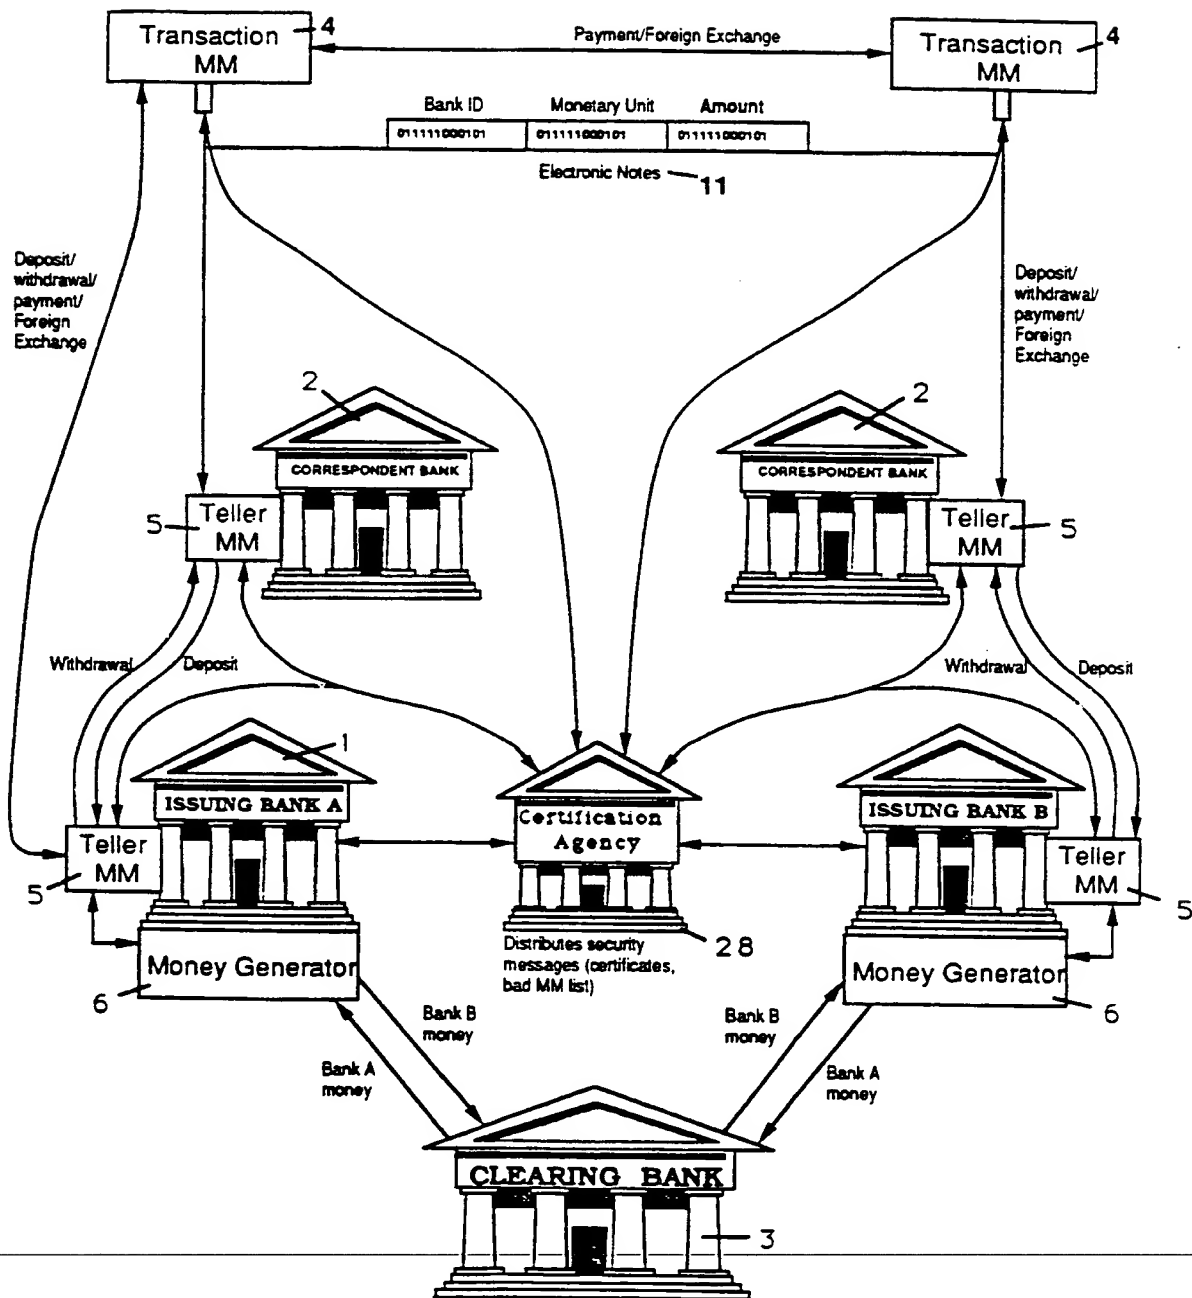 Transaction
MM
4
Payment/Foreign Exchange
Transaction
MM
4
Bank ID Monetary Unit Amount
011111000101 011111000101 011111000101
Electronic Notes 11
Deposit/
withdrawal/
payment/
Foreign
Exchange
Deposit/
withdrawal/
payment/
Foreign
Exchange
2
CORRESPONDENT BANK
2
CORRESPONDENT BANK
5
Teller
MM
Teller
MM
5
Withdrawal
Deposit
Withdrawal
Deposit
1
ISSUING BANK A
Certification
Agency
ISSUING BANK B
Teller
MM
5
Teller
MM
5
28
Distributes security
messages (certificates,
bad MM list)
Money Generator
6
Money Generator
6
Bank B
money
Bank A
money
Bank B
money
Bank A
money
CLEARING BANK
3